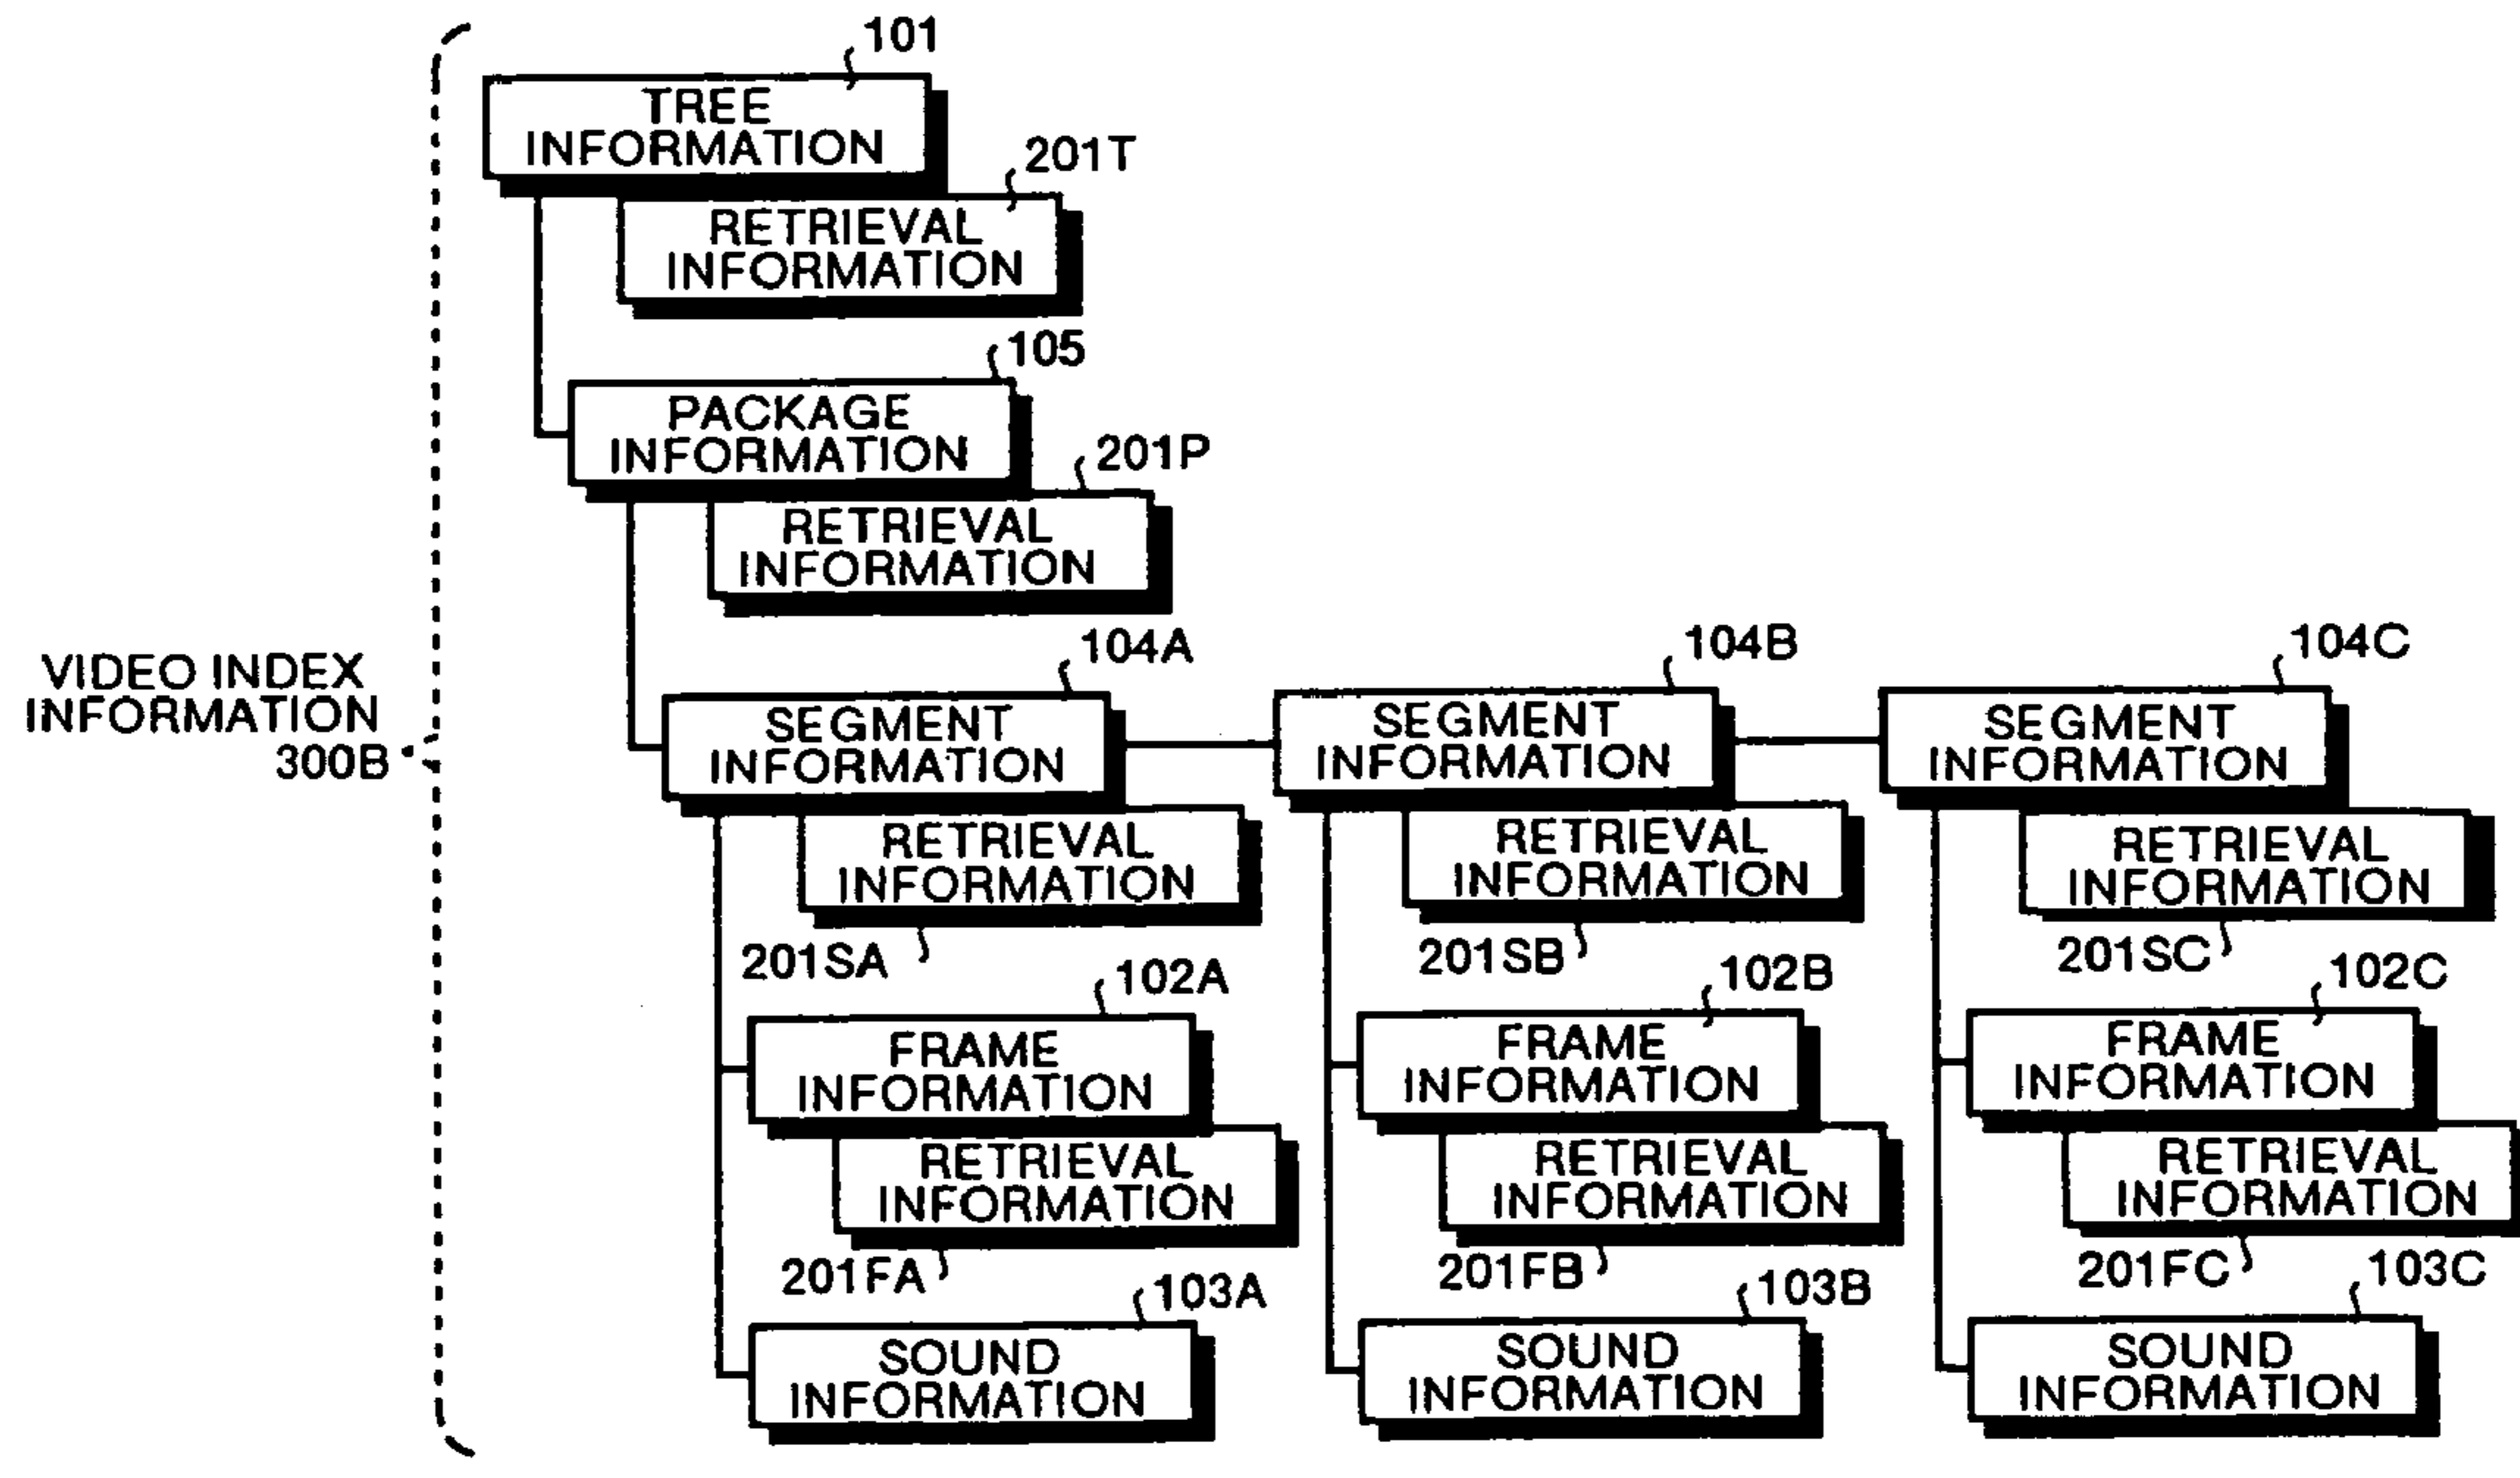 101
TREE
INFORMATION
201T
RETRIEVAL
INFORMATION
105
PACKAGE
INFORMATION
201P
RETRIEVAL
INFORMATION
VIDEO INDEX
INFORMATION
300B
104A
SEGMENT
INFORMATION
104B
SEGMENT
INFORMATION
104C
SEGMENT
INFORMATION
RETRIEVAL
INFORMATION
201SA
RETRIEVAL
INFORMATION
201SB
RETRIEVAL
INFORMATION
201SC
102A
FRAME
INFORMATION
102B
FRAME
INFORMATION
102C
FRAME
INFORMATION
RETRIEVAL
INFORMATION
201FA
RETRIEVAL
INFORMATION
201FB
RETRIEVAL
INFORMATION
201FC
103A
SOUND
INFORMATION
103B
SOUND
INFORMATION
103C
SOUND
INFORMATION